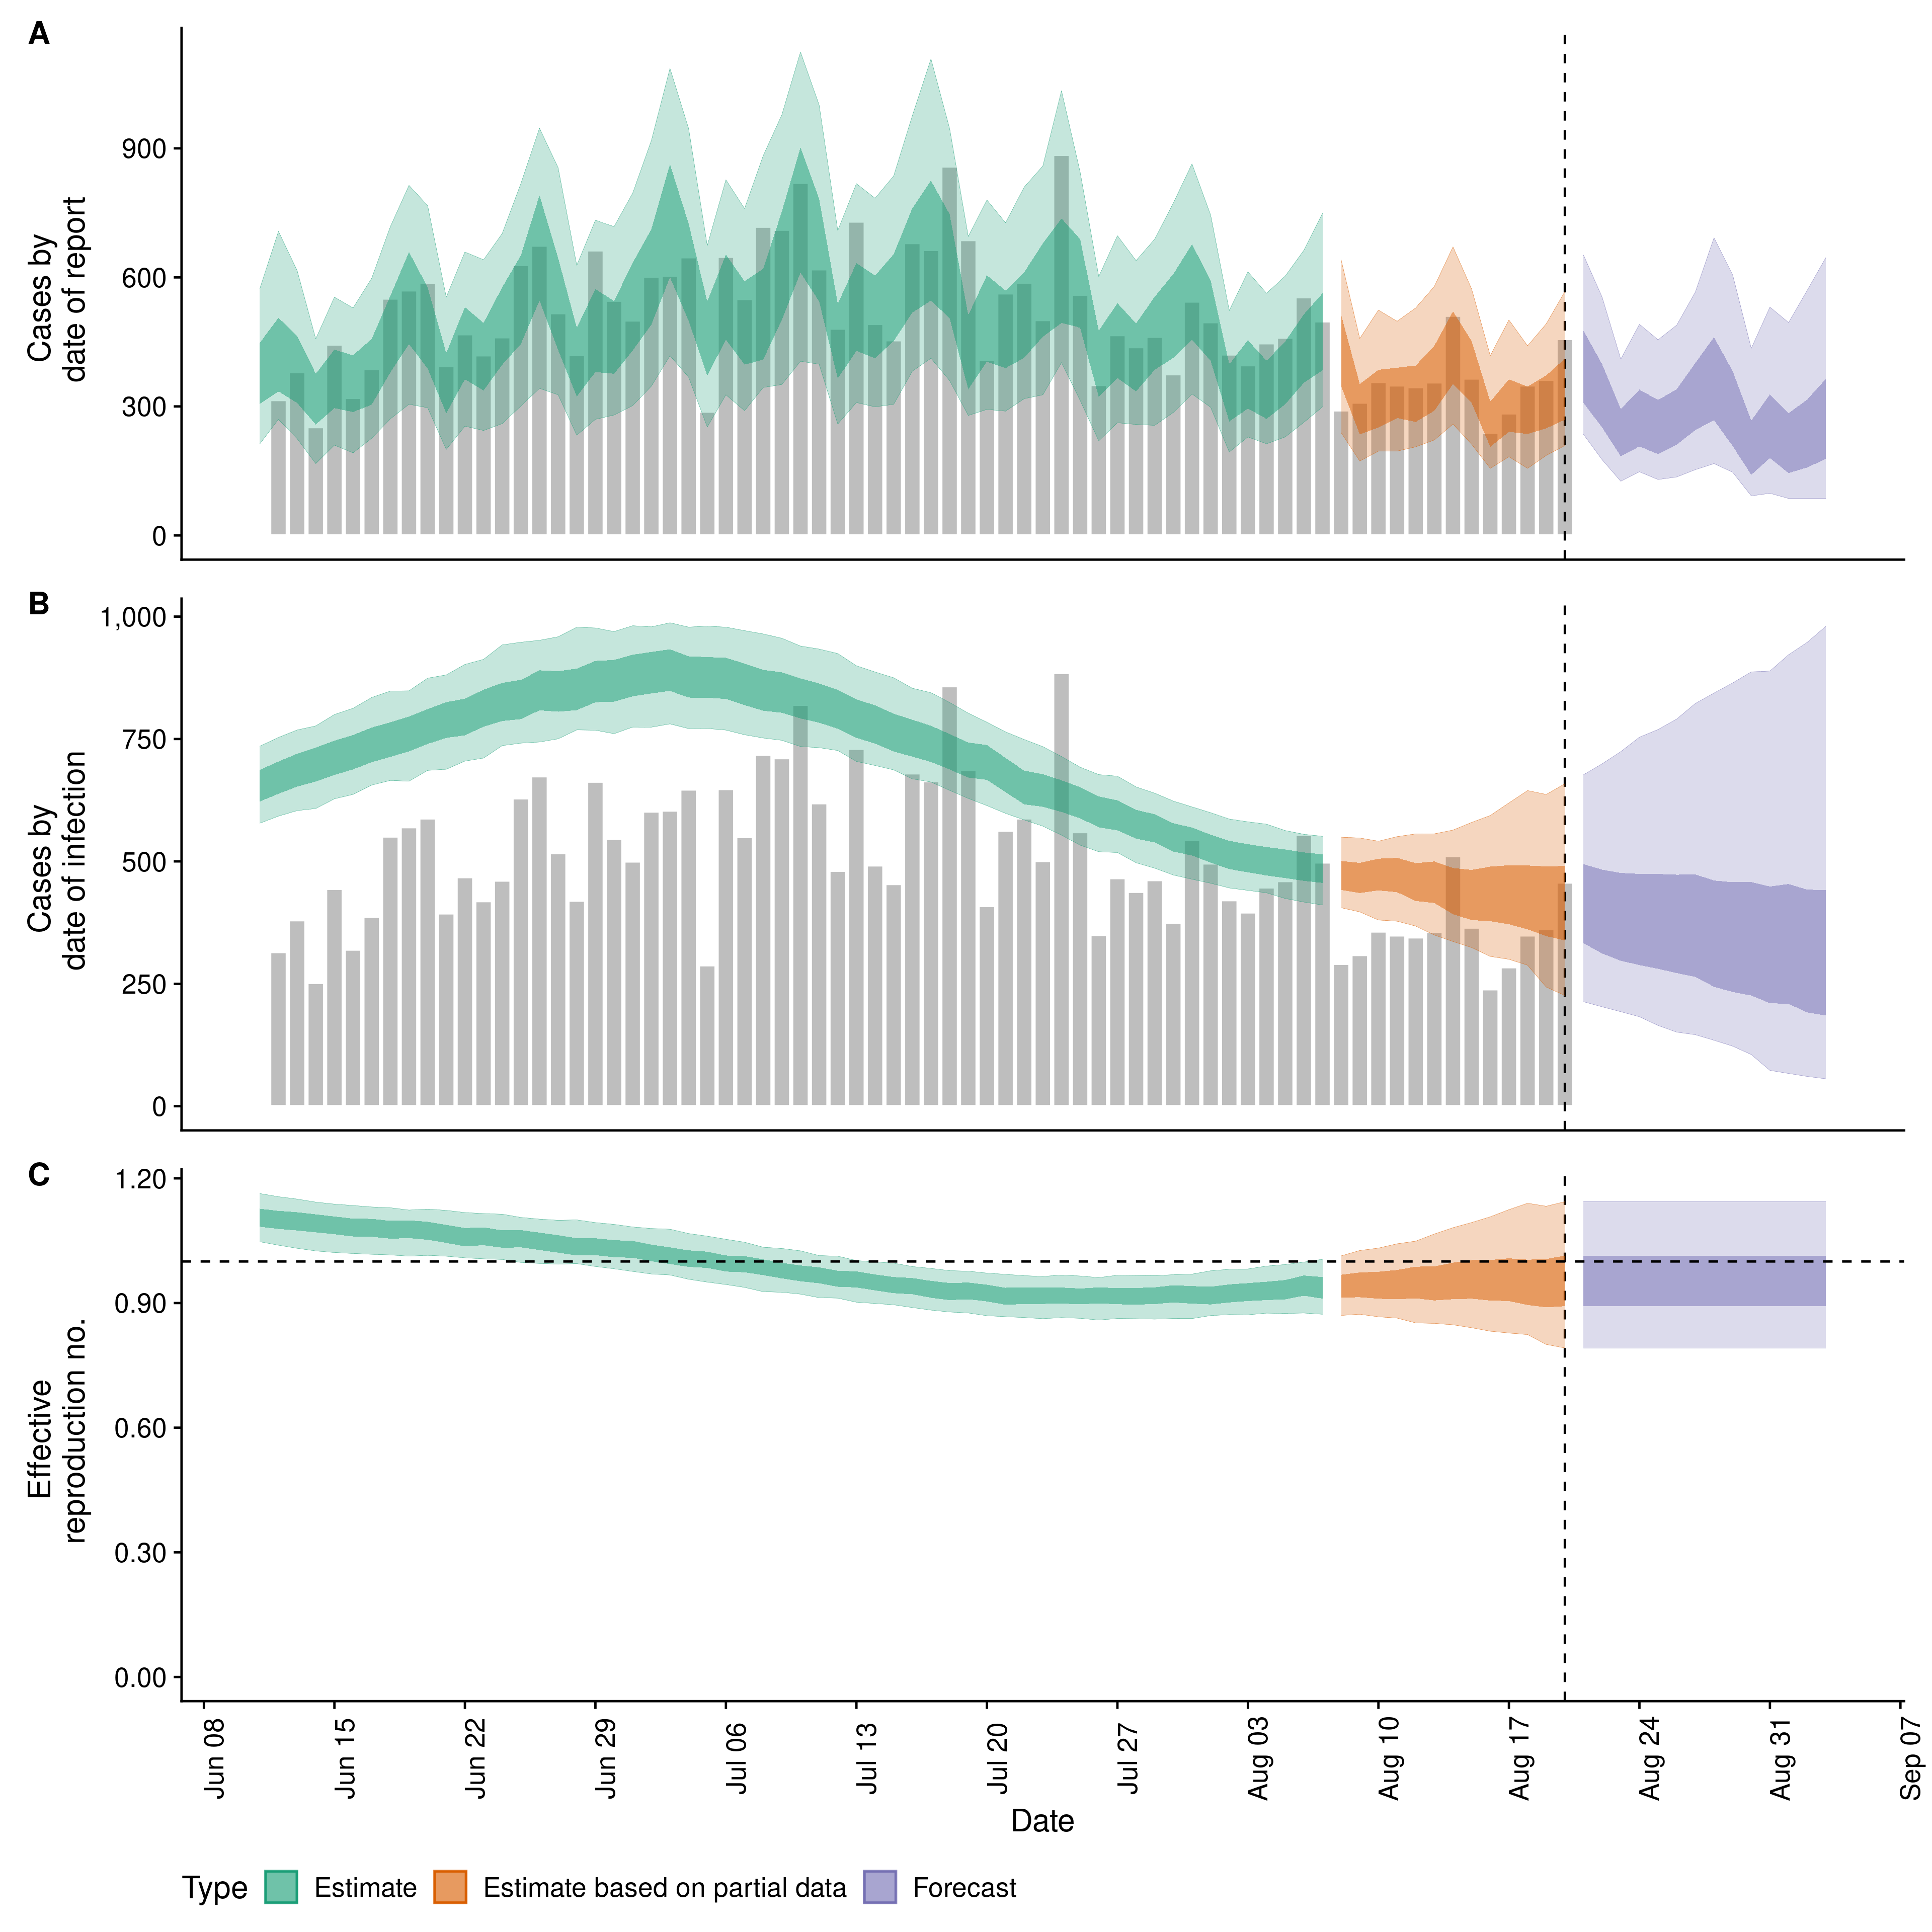 A
Cases by
date of report
900
600
300
0
B
Cases by
date of infection
1,000
750
500
250
0
C
Effective
reproduction no.
1.20
0.90
0.60
0.30
0.00
Jun 08
Jun 15
Jun 22
Jun 29
Jul 06
Jul 13
Jul 20
Jul 27
Aug 03
Aug 10
Aug 17
Aug 24
Aug 31
Sep 07
Date
Type Estimate Estimate based on partial data Forecast